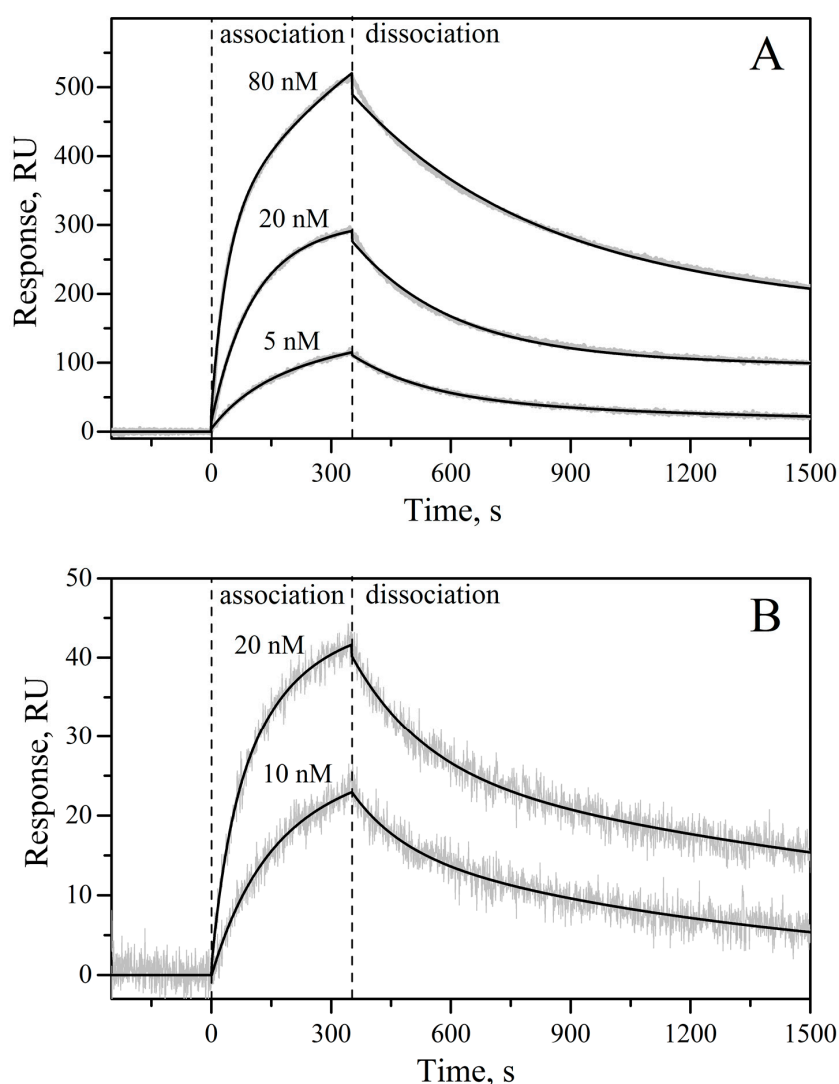 association dissociation A
80 nM
20 nM
5 nM
500
400
300
200
100
0
Response, RU
0 300 600 900 1200 1500
Time, s
association dissociation B
20 nM
10 nM
50
40
30
20
10
0
Response, RU
0 300 600 900 1200 1500
Time, s